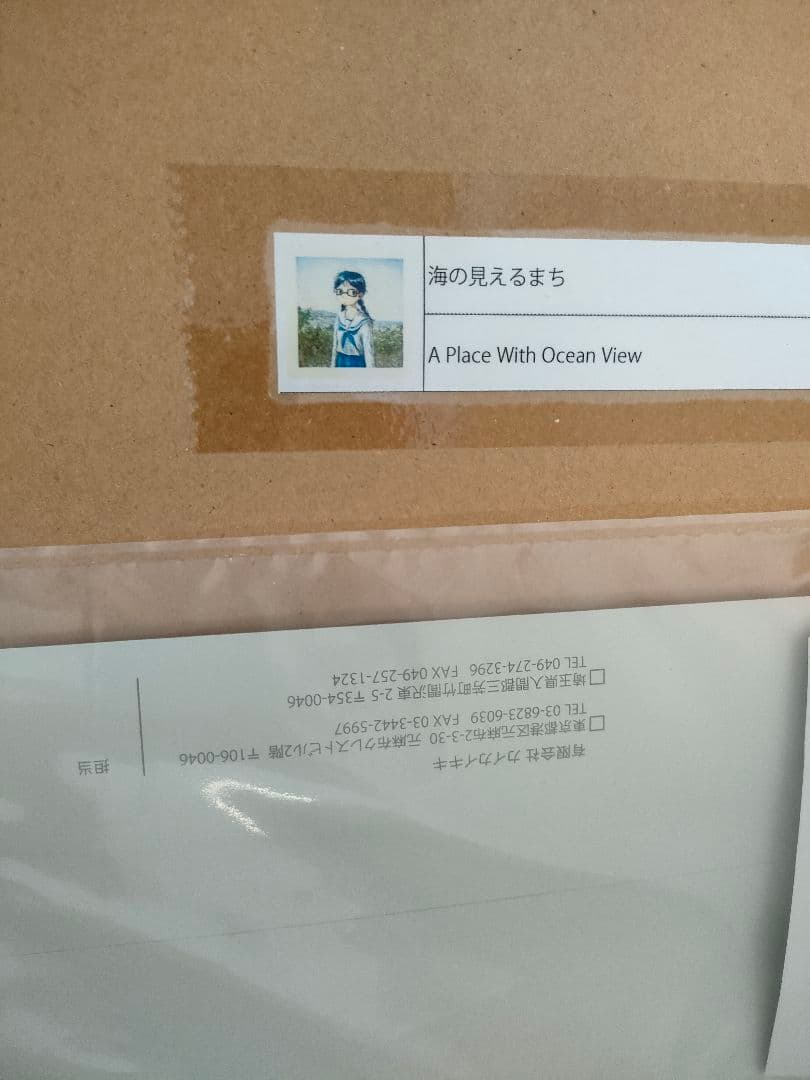 海の見えるまち
A Place With Ocean View
有限会社 カイカイキキ
東京都港区元麻布2-3-30 元麻布クレストビル2階 〒106-0046
TEL 03-6823-6039 FAX 03-3442-5997
埼玉県入間郡三芳町竹間沢東 2-5 〒354-0046
TEL 049-274-3296 FAX 049-257-1324
担当